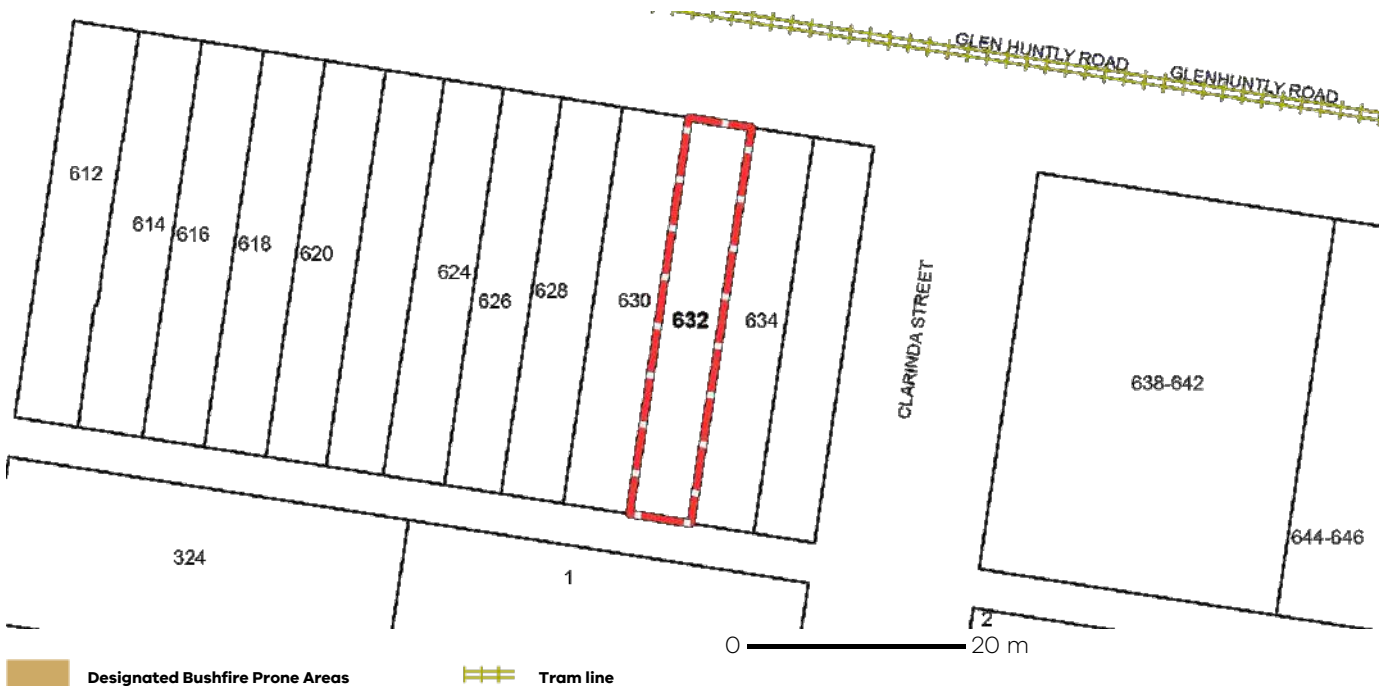 GLEN HUNTLY ROAD
GLENHUNTLY ROAD
612
614
616
618
620
624
626
628
630
632
634
CLARINDA STREET
638-642
644-646
324
1
2
0 20 m
Designated Bushfire Prone Areas
Tram line